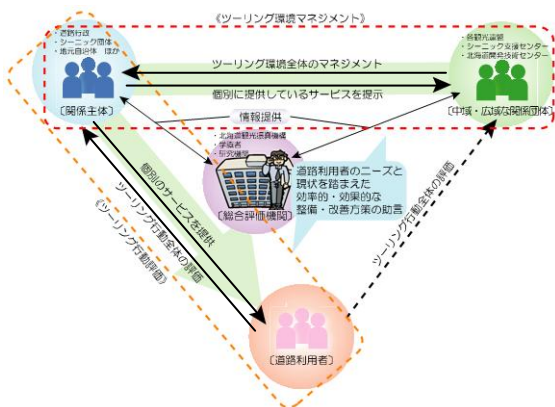 《ツーリング環境マネジメント》
・道路行政
・シーニック団体
・地元自治体　ほか
〔関係主体〕
ツーリング環境全体のマネジメント
個別に提供しているサービスを提示
・各観光連盟
・シーニック支援センター
・北海道開発技術センター
〔中域・広域な関係団体〕
情報提供
・北海道観光振興機構
・学識者
・研究機関
〔総合評価機関〕
道路利用者のニーズと
現状を踏まえた
効率的・効果的な
整備・改善方策の助言
個別のサービスを提供
ツーリング行動全体の評価
《ツーリング行動評価》
ツーリング行動全体の評価
〔道路利用者〕